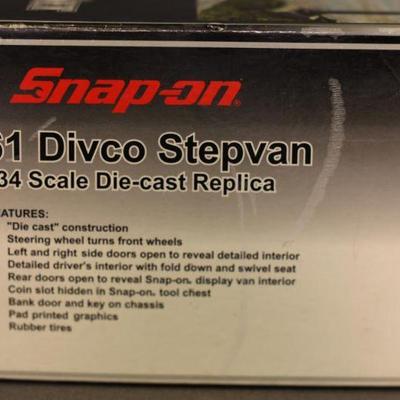 Snap-on®
61 Divco Stepvan
34 Scale Die-cast Replica
EATURES:
"Die cast" construction
Steering wheel turns front wheels
Left and right side doors open to reveal detailed interior
Detailed driver's interior with fold down and swivel seat
Rear doors open to reveal Snap-on® display van interior
Coin slot hidden in Snap-on® tool chest
Bank door and key on chassis
Pad printed graphics
Rubber tires